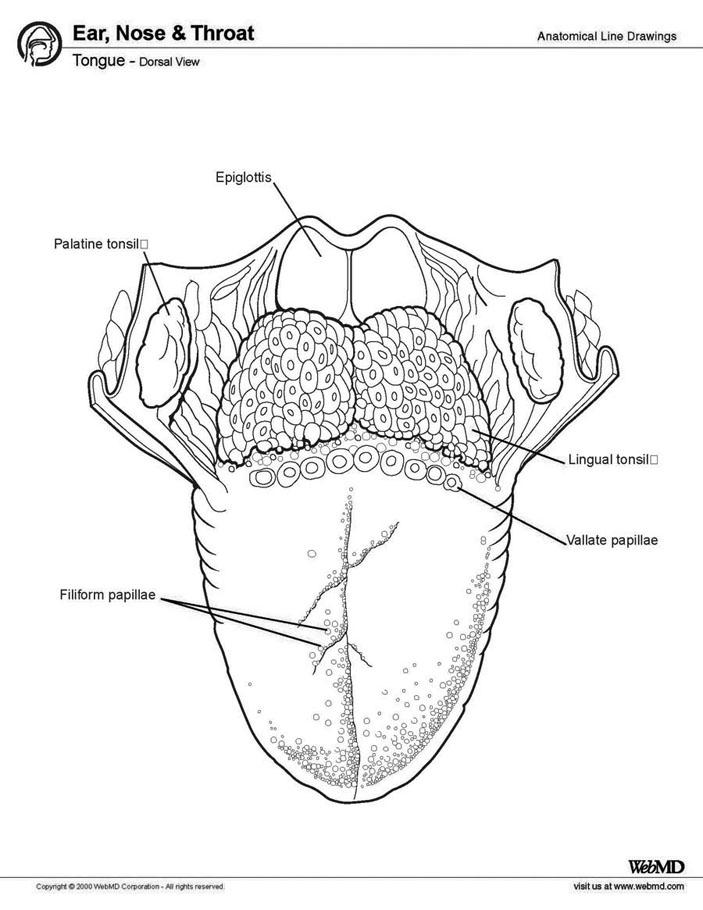 Ear, Nose & Throat
Anatomical Line Drawings
Tongue - Dorsal View
Epiglottis
Palatine tonsil□
Lingual tonsil□
Vallate papillae
Filiform papillae
WebMD
Copyright © 2000 WebMD Corporation - All rights reserved.
visit us at www.webmd.com